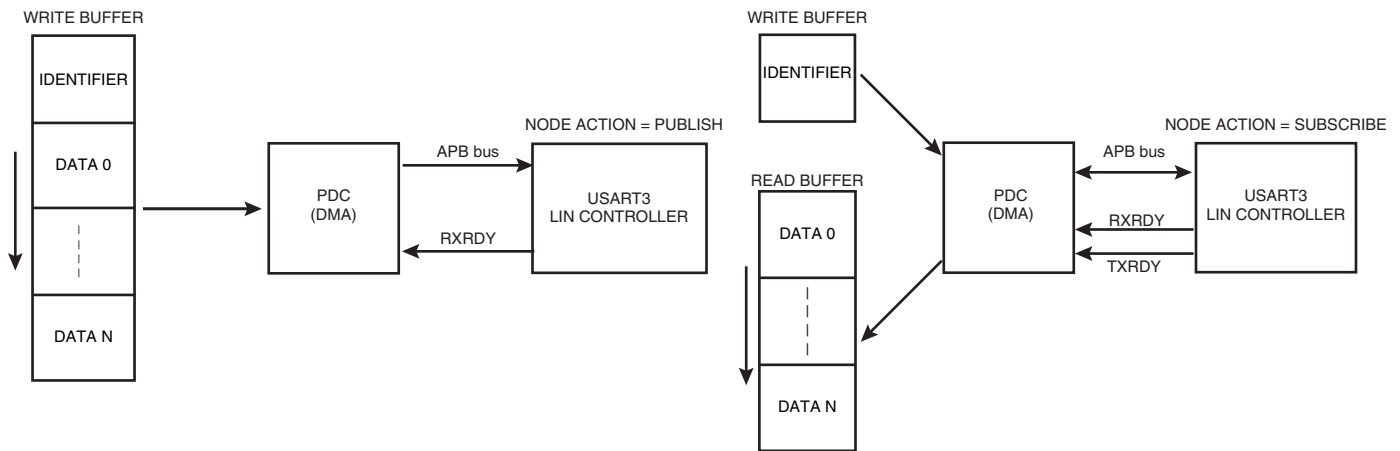 WRITE BUFFER
IDENTIFIER
DATA 0
DATA N
PDC
(DMA)
APB bus
RXRDY
NODE ACTION = PUBLISH
USART3
LIN CONTROLLER
WRITE BUFFER
IDENTIFIER
READ BUFFER
DATA 0
DATA N
PDC
(DMA)
APB bus
RXRDY
TXRDY
NODE ACTION = SUBSCRIBE
USART3
LIN CONTROLLER